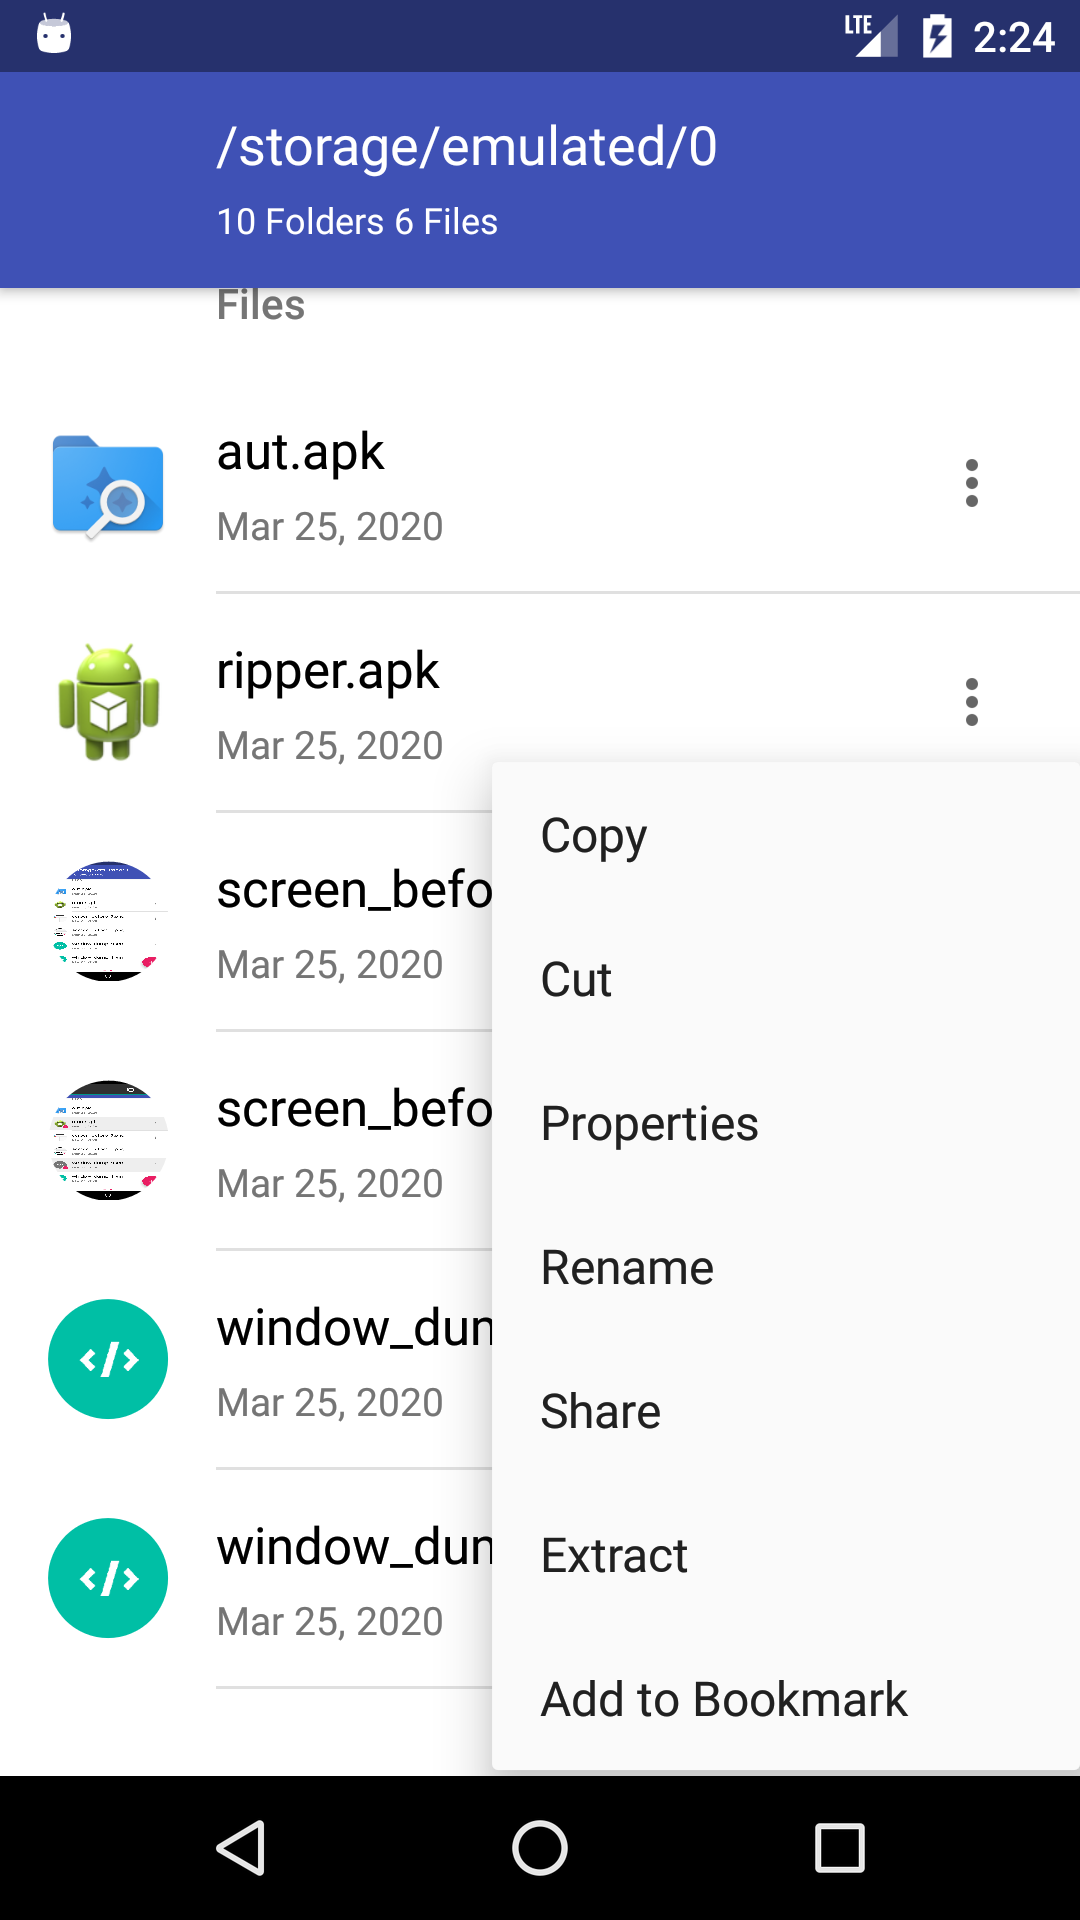 LTE 2:24
/storage/emulated/0
10 Folders 6 Files
Files
aut.apk
Mar 25, 2020
ripper.apk
Mar 25, 2020
screen_befo
Mar 25, 2020
screen_befo
Mar 25, 2020
window_dum
Mar 25, 2020
window_dum
Mar 25, 2020
Copy
Cut
Properties
Rename
Share
Extract
Add to Bookmark